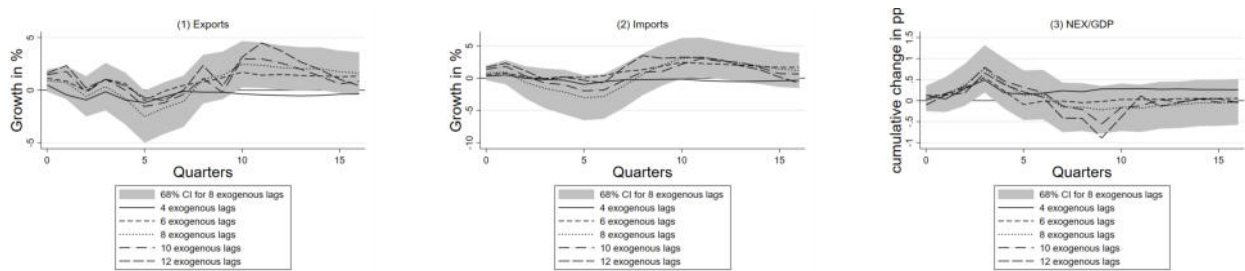 (1) Exports
Growth in %
5
0
-5
0 5 10 15
Quarters
68% CI for 8 exogenous lags
4 exogenous lags
6 exogenous lags
8 exogenous lags
10 exogenous lags
12 exogenous lags
(2) Imports
Growth in %
5
0
-5
-10
0 5 10 15
Quarters
68% CI for 8 exogenous lags
4 exogenous lags
6 exogenous lags
8 exogenous lags
10 exogenous lags
12 exogenous lags
(3) NEX/GDP
cumulative change in pp
1.5
1
.5
0
-.5
-1
0 5 10 15
Quarters
68% CI for 8 exogenous lags
4 exogenous lags
6 exogenous lags
8 exogenous lags
10 exogenous lags
12 exogenous lags